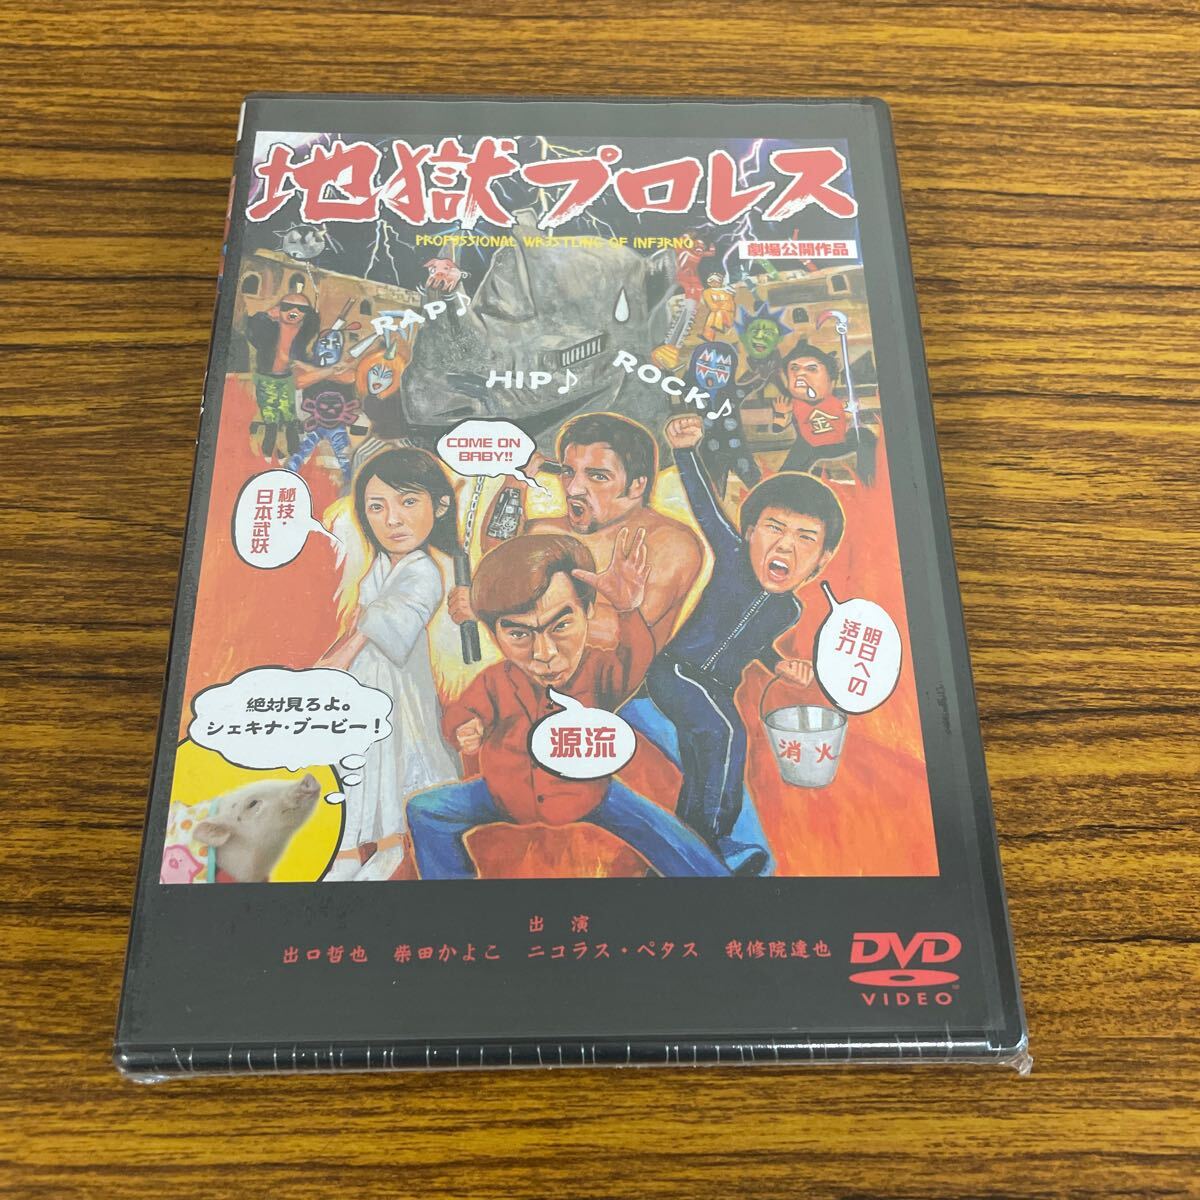 地獄プロレス
PROFESSIONAL WRESTLING OF INFERNO
劇場公開作品
RAP♪
HIP♪
ROCK♪
金
COME ON
BABY!!
秘技・
日本武妖
明日への
活力
絶対見ろよ。
シェキナ・ブービー!
源流
消火
出演
出口哲也 柴田かよこ ニコラス・ペタス 我修院達也
DVD
VIDEO